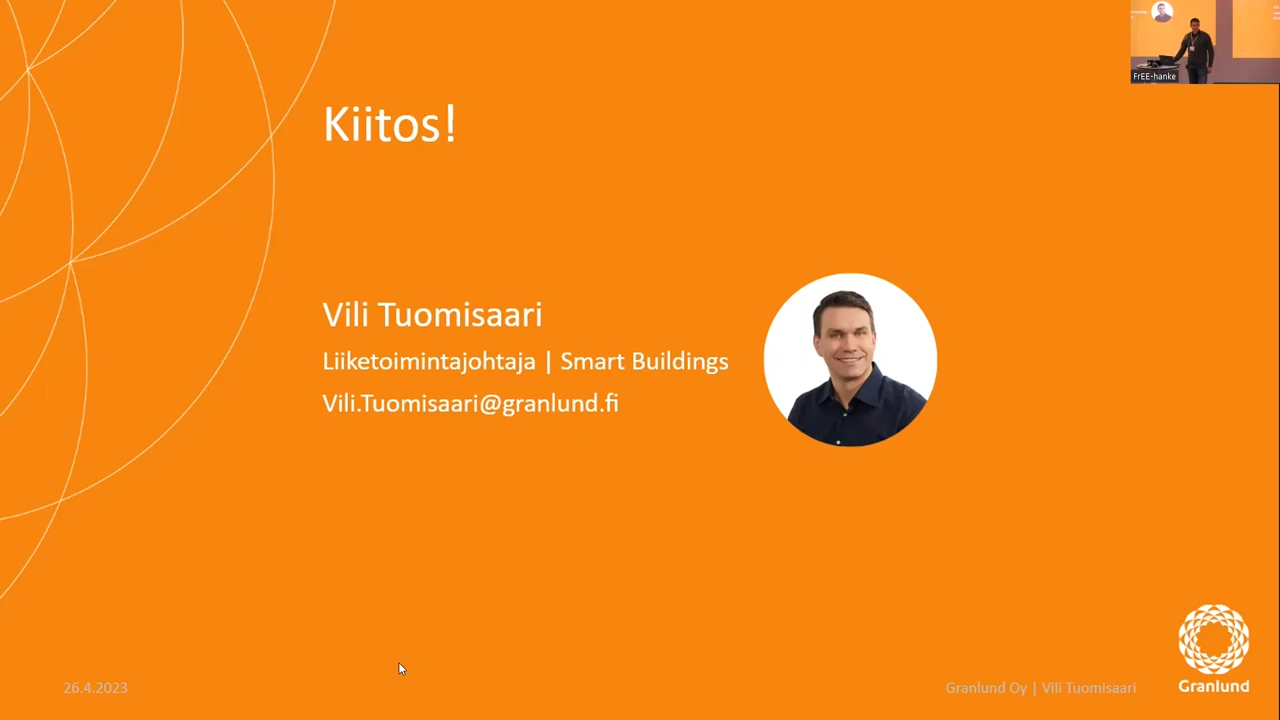 FrEE-hanke
Kiitos!
Vili Tuomisaari
Liiketoimintajohtaja | Smart Buildings
Vili.Tuomisaari@granlund.fi
26.4.2023
Granlund Oy | Vili Tuomisaari
Granlund